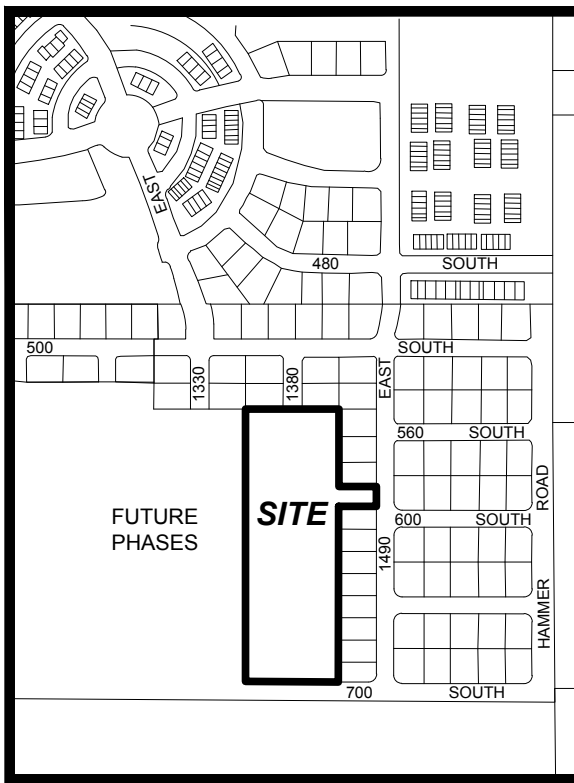 EAST
480 SOUTH
500
SOUTH
1330
1380
EAST
560 SOUTH
SITE
ROAD
FUTURE
PHASES
600 SOUTH
1490
HAMMER
700 SOUTH